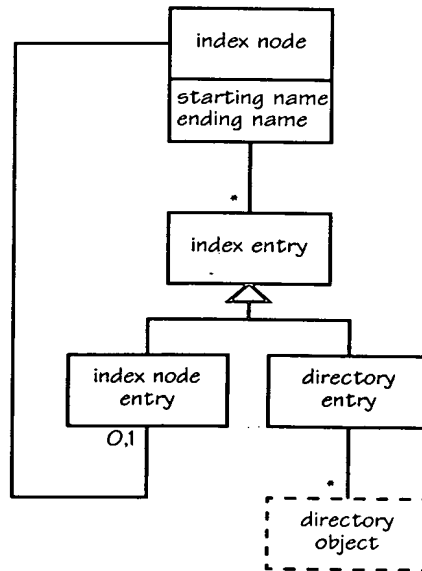 index node
starting name
ending name
*
index entry
index node
entry
directory
entry
0,1
*
directory
object